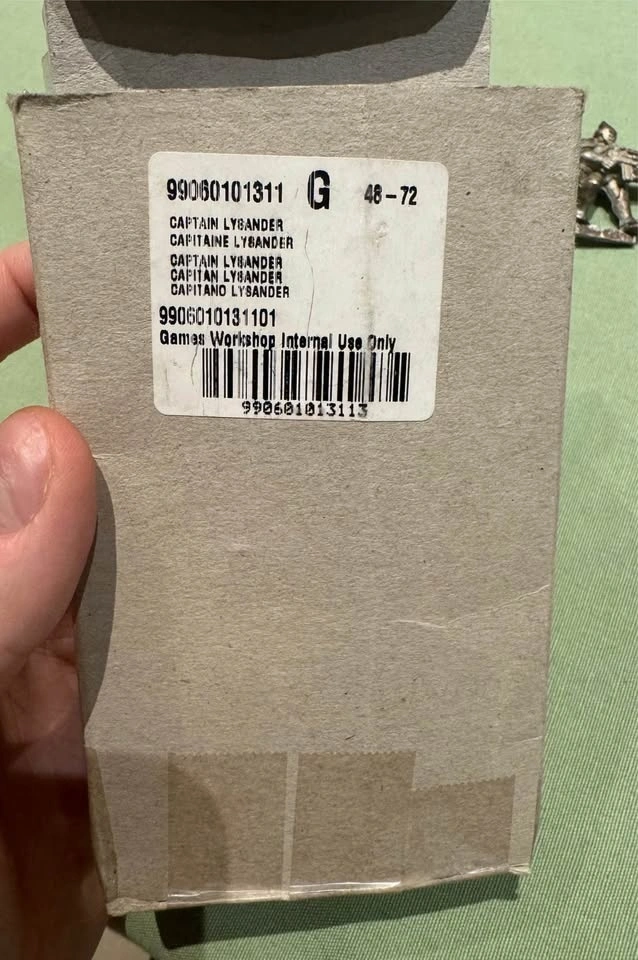 99060101311 G 48-72
CAPTAIN LYSANDER
CAPITAINE LYSANDER
CAPTAIN LYSANDER
CAPITAN LYSANDER
CAPITANO LYSANDER
9906010131101
Games Workshop Internal Use Only
990601013113